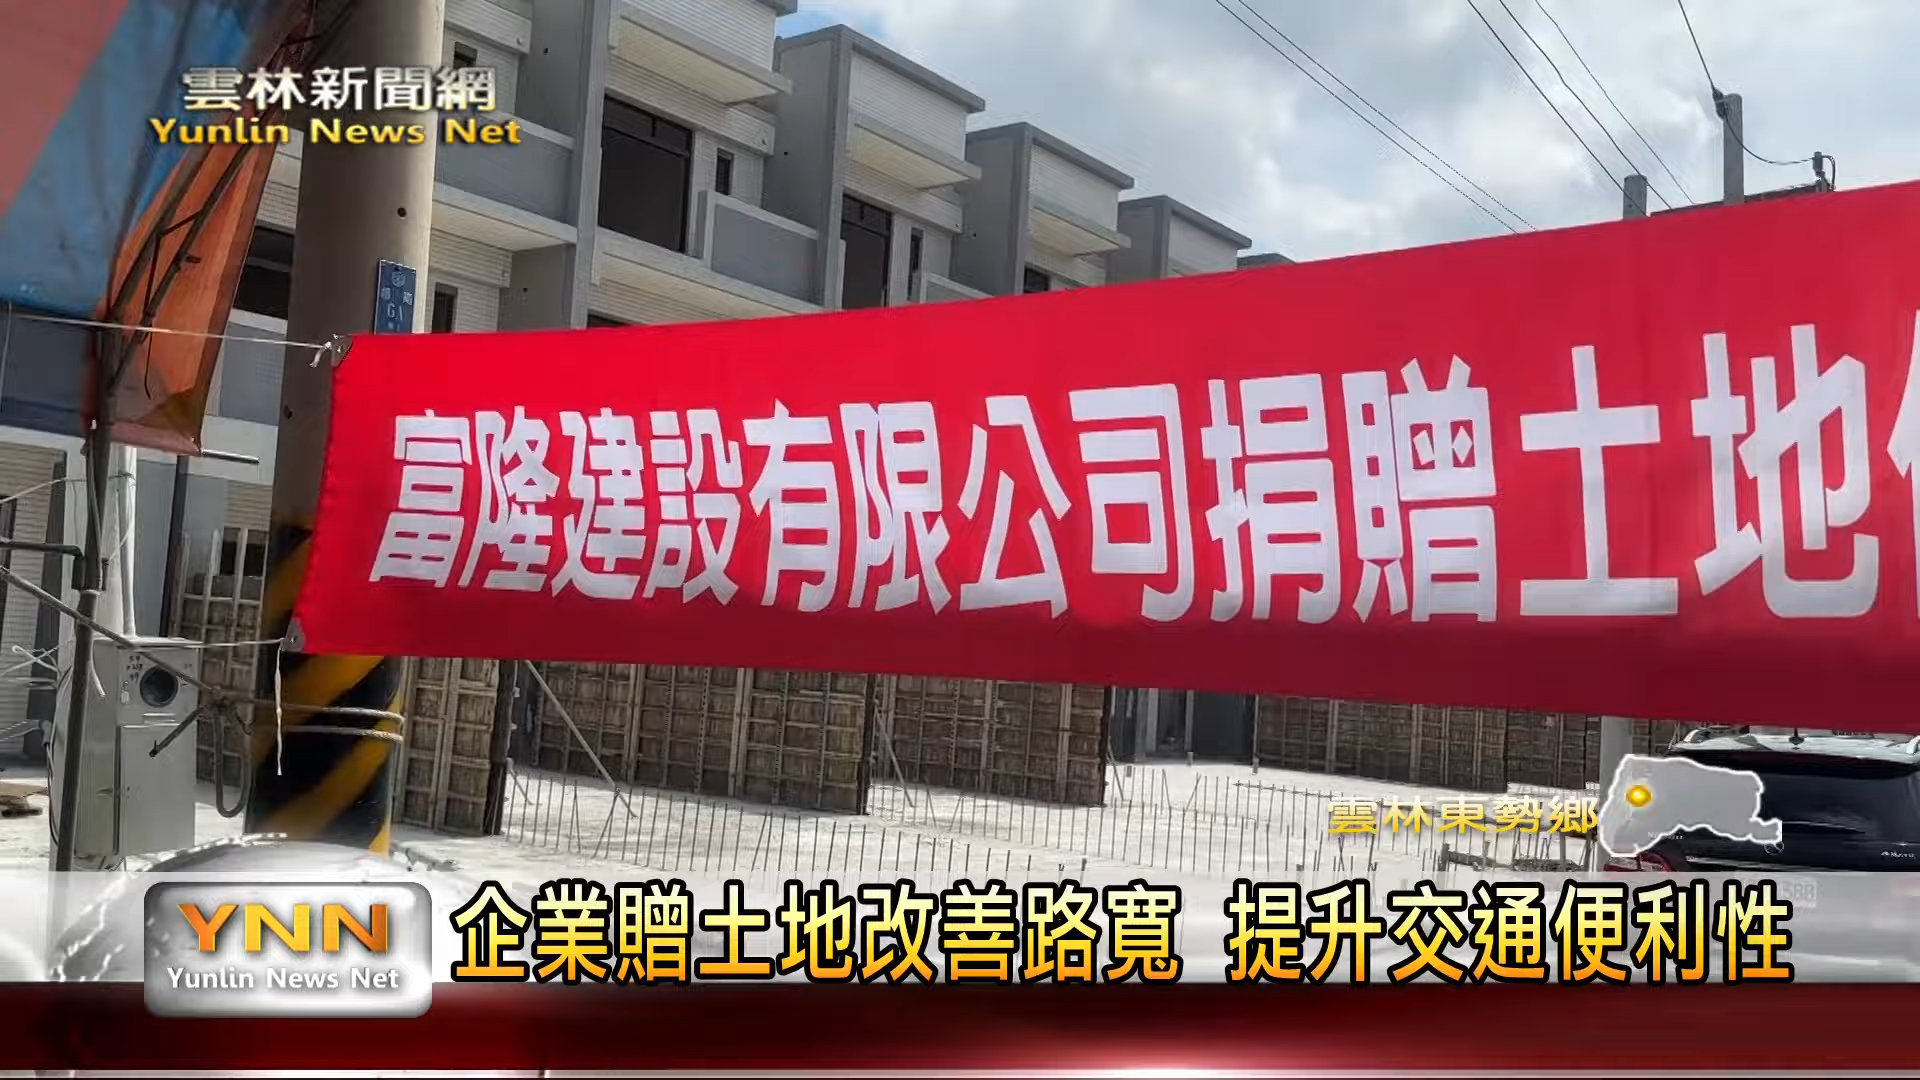 雲林新聞網
Yunlin News Net
富隆建設有限公司捐贈土地
雲林東勢鄉
YNN
Yunlin News Net
企業贈土地改善路寬 提升交通便利性